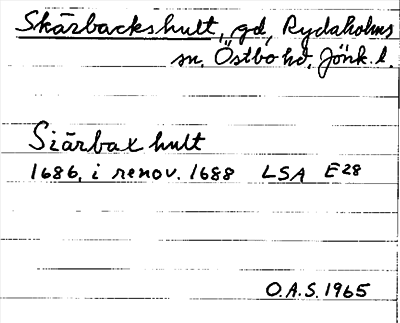 Skärbackshult, gd, Rydaholms
sn, Östbo hd, Jönk. l.
Siärbax hult
1686, i renov. 1688 LSA E28
O.A.S. 1965